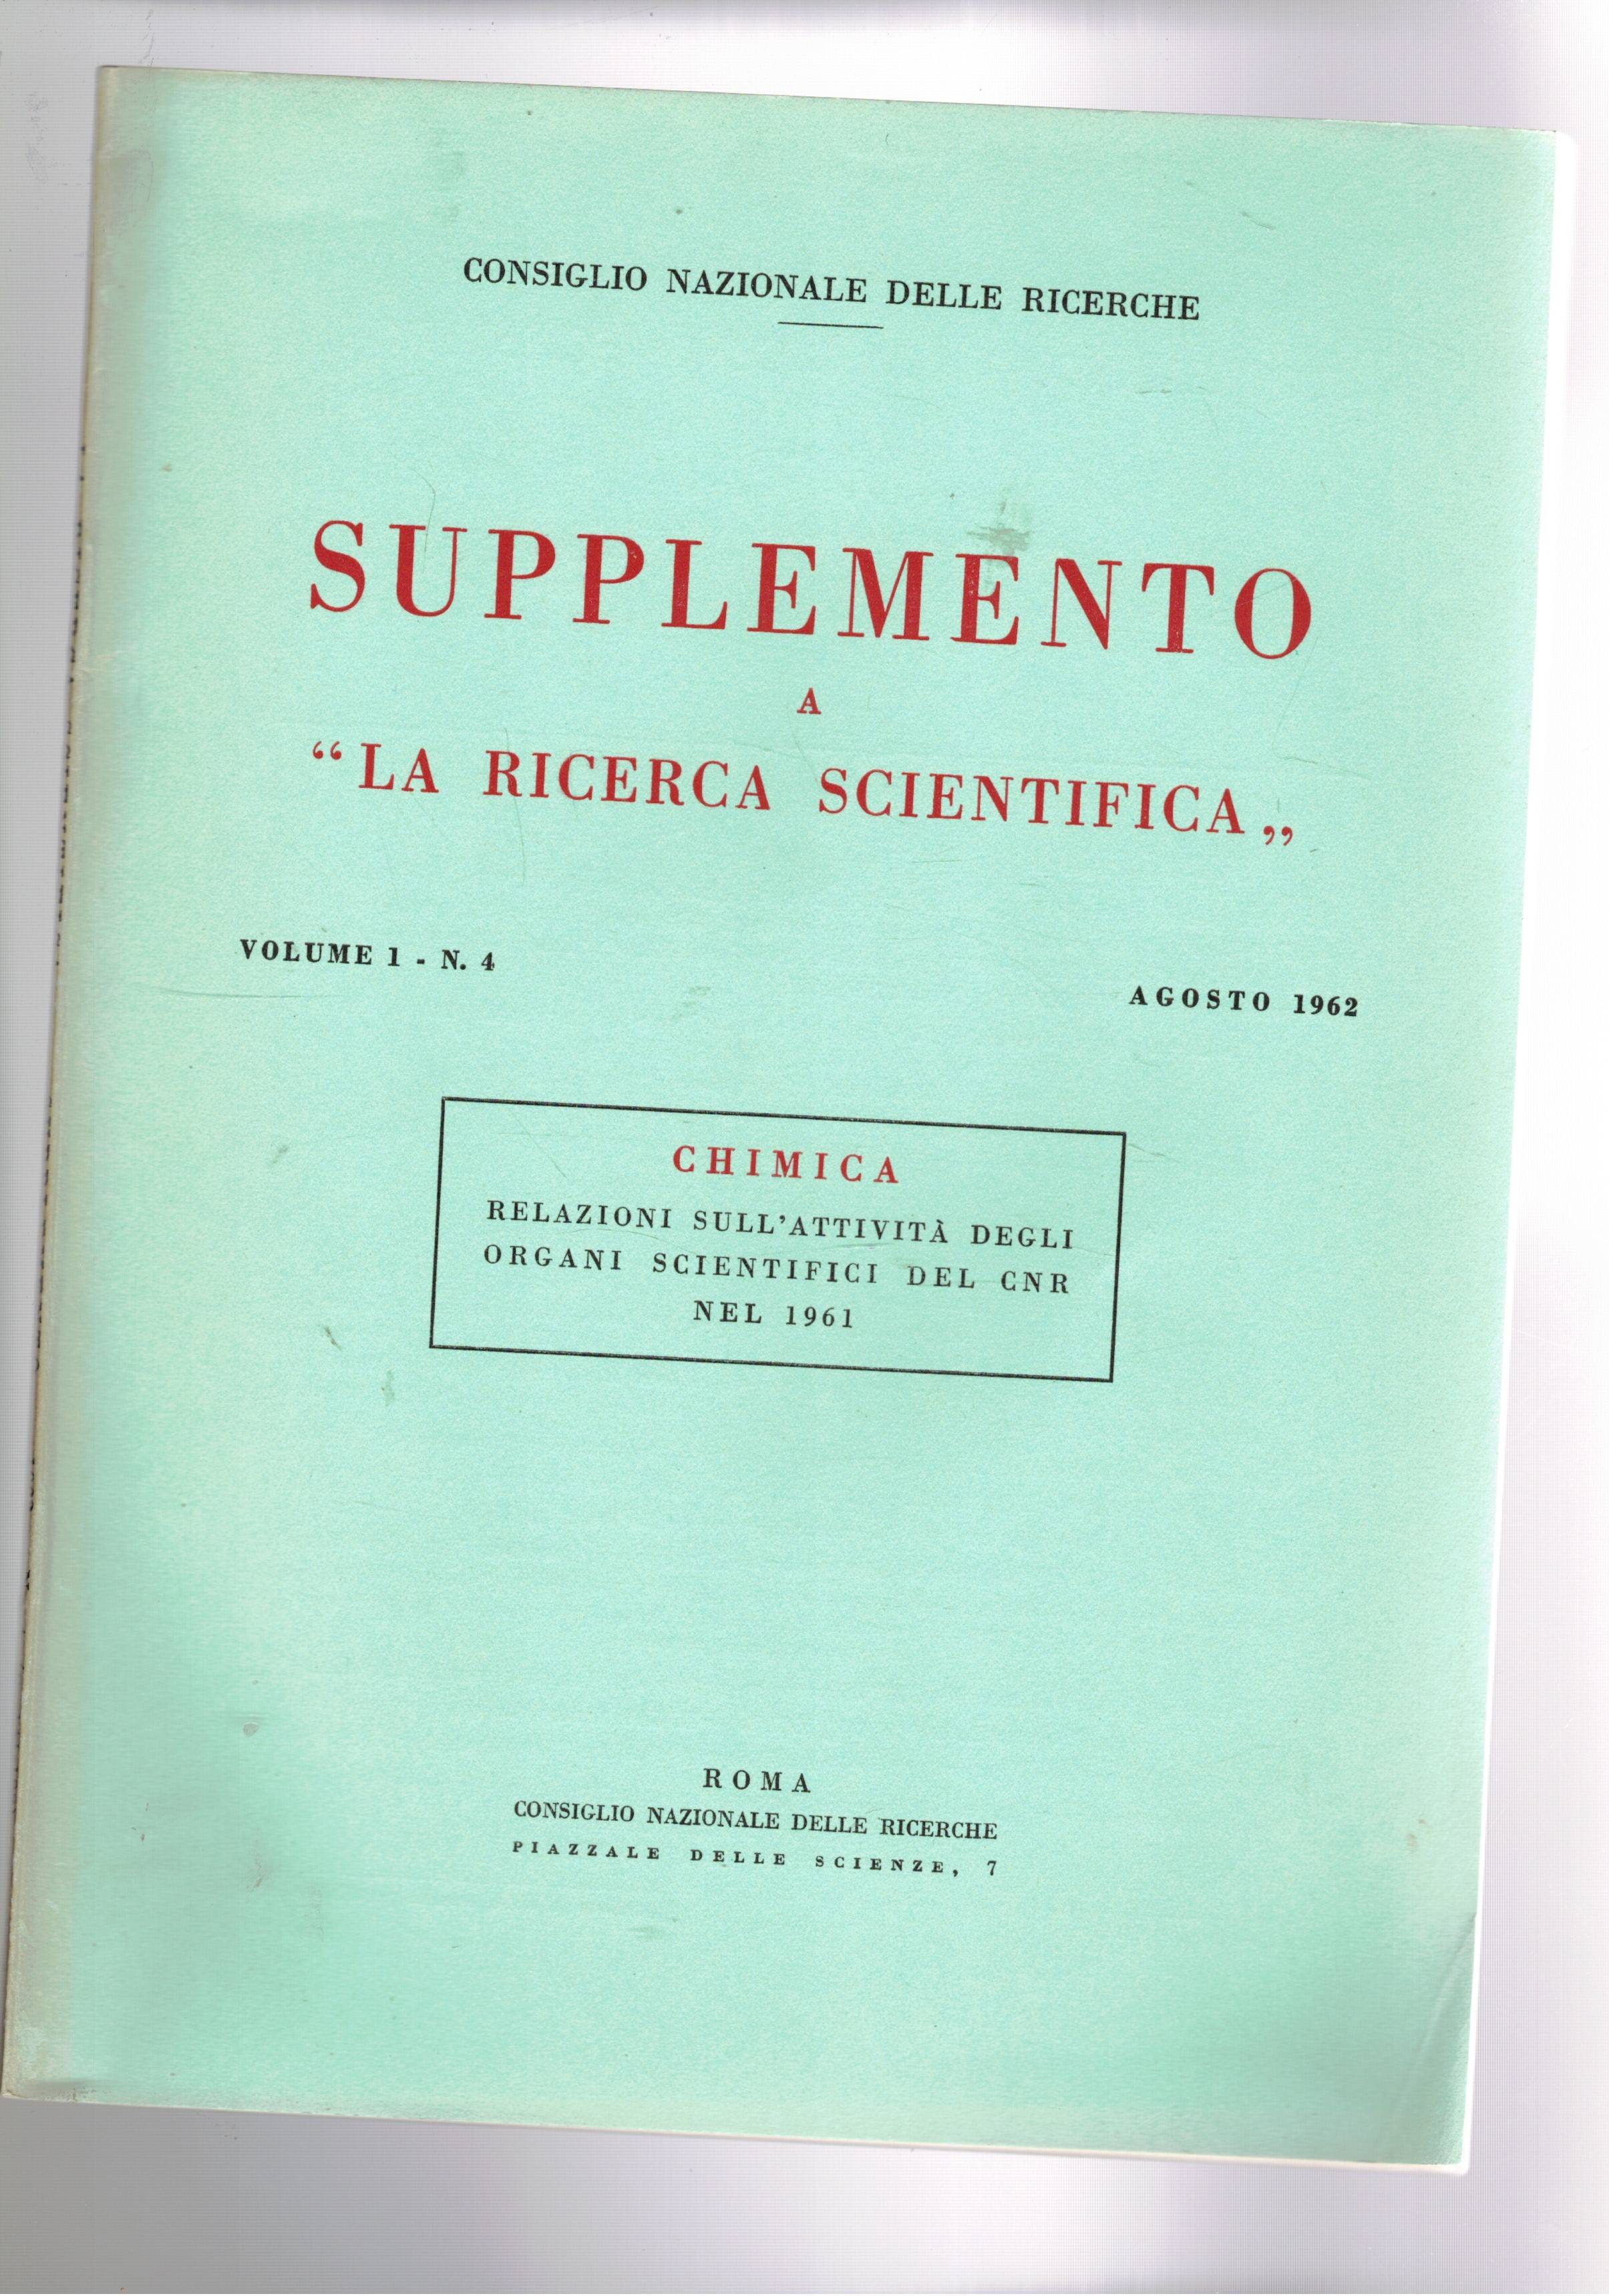 CONSIGLIO NAZIONALE DELLE RICERCHE
SUPPLEMENTO
A
“LA RICERCA SCIENTIFICA„
VOLUME 1 - N. 4
AGOSTO 1962
CHIMICA
RELAZIONI SULL'ATTIVITÀ DEGLI
ORGANI SCIENTIFICI DEL CNR
NEL 1961
ROMA
CONSIGLIO NAZIONALE DELLE RICERCHE
PIAZZALE DELLE SCIENZE, 7